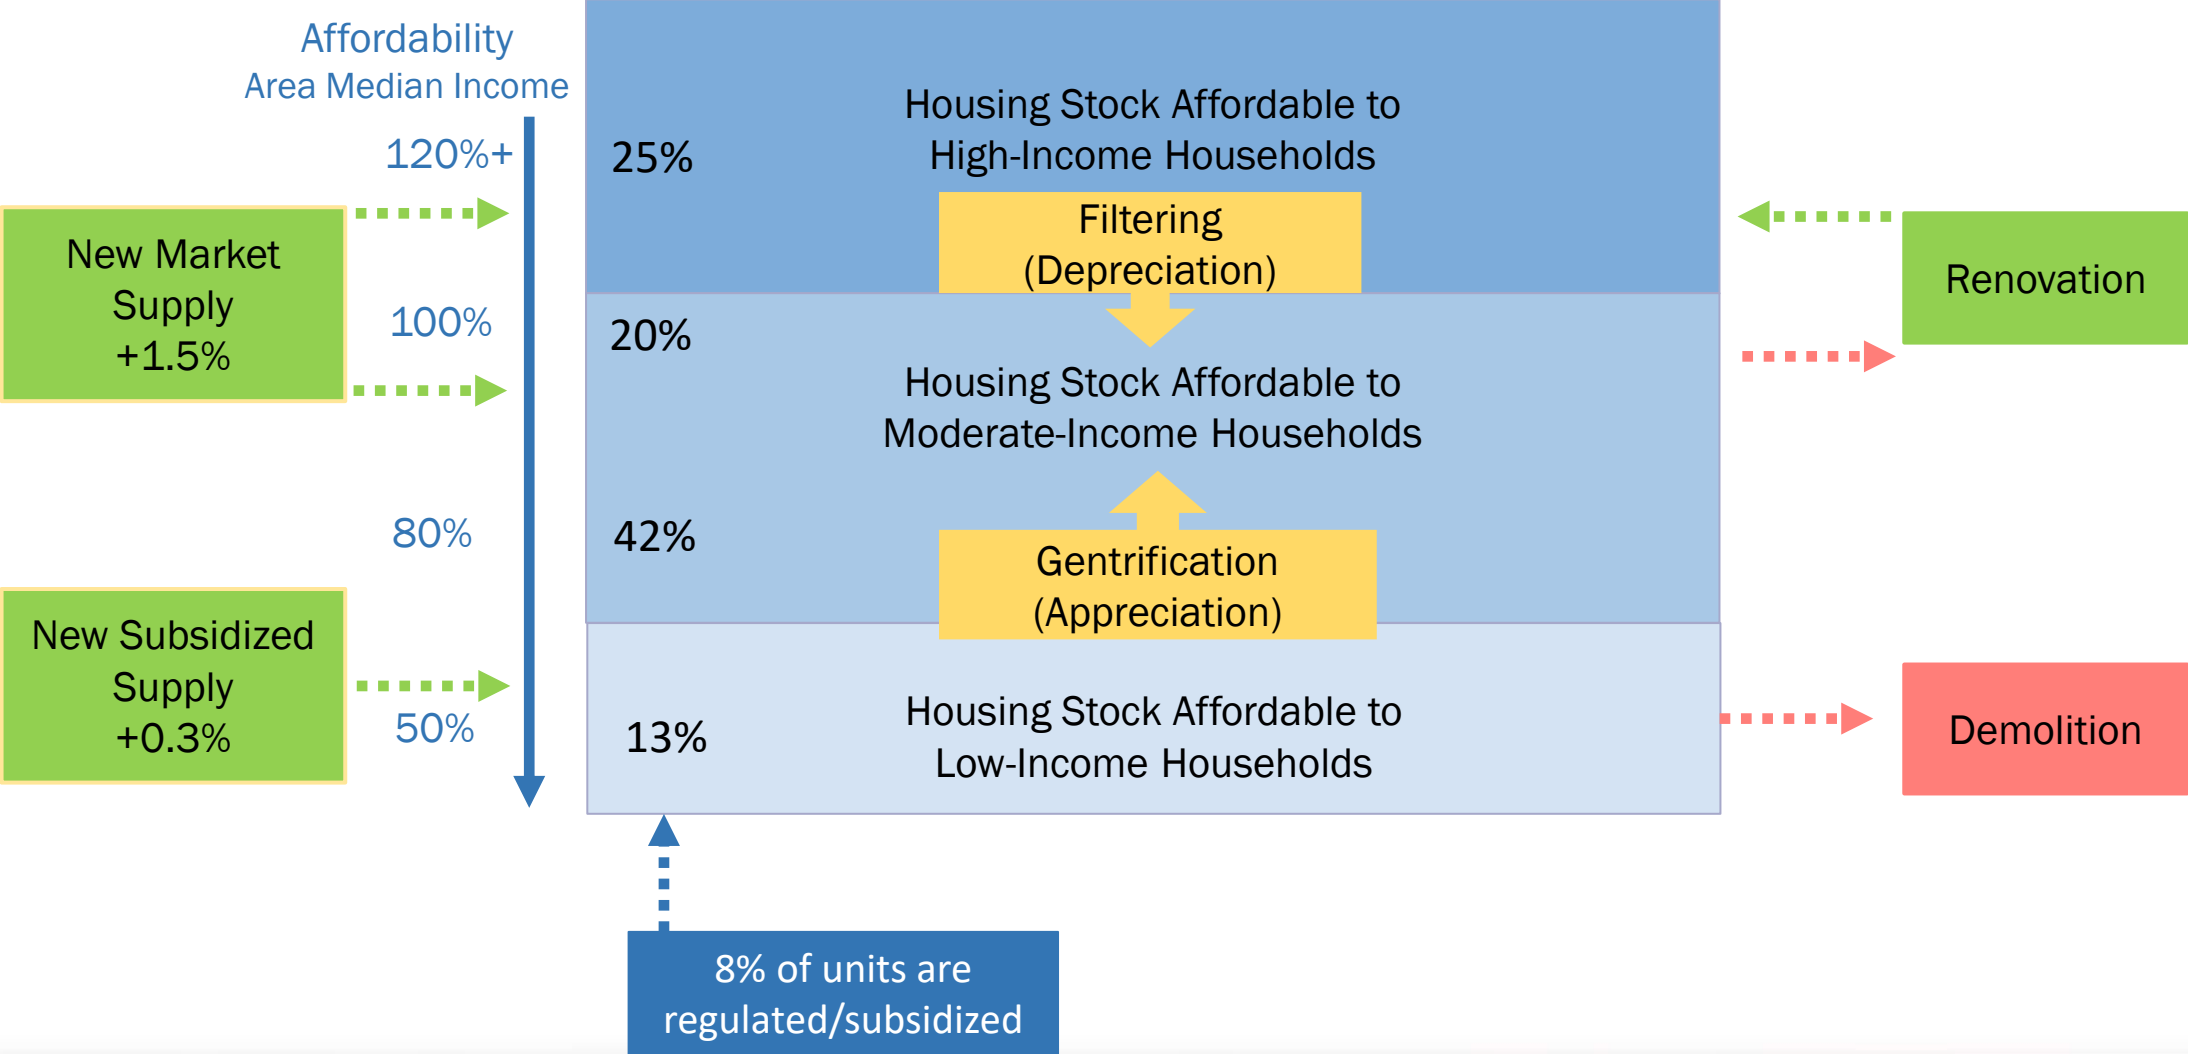 Affordability
Area Median Income
120%+
100%
80%
50%
New Market
Supply
+1.5%
New Subsidized
Supply
+0.3%
25%
Housing Stock Affordable to
High-Income Households
Filtering
(Depreciation)
20%
Housing Stock Affordable to
Moderate-Income Households
42%
Gentrification
(Appreciation)
13%
Housing Stock Affordable to
Low-Income Households
Renovation
Demolition
8% of units are
regulated/subsidized